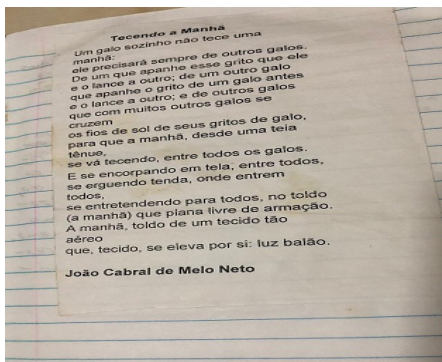 Tecendo a Manhã
Um galo sozinho não tece uma
manhã:
ele precisará sempre de outros galos.
De um que apanhe esse grito que ele
e o lance a outro; de um outro galo
que apanhe o grito de um galo antes
e o lance a outro; e de outros galos
que com muitos outros galos se
cruzem
os fios de sol de seus gritos de galo,
para que a manhã, desde uma teia
tênue,
se vá tecendo, entre todos os galos.
E se encorpando em tela, entre todos,
se erguendo tenda, onde entrem
todos,
se entretendendo para todos, no toldo
(a manhã) que plana livre de armação.
A manhã, toldo de um tecido tão
aéreo
que, tecido, se eleva por si: luz balão.
João Cabral de Melo Neto